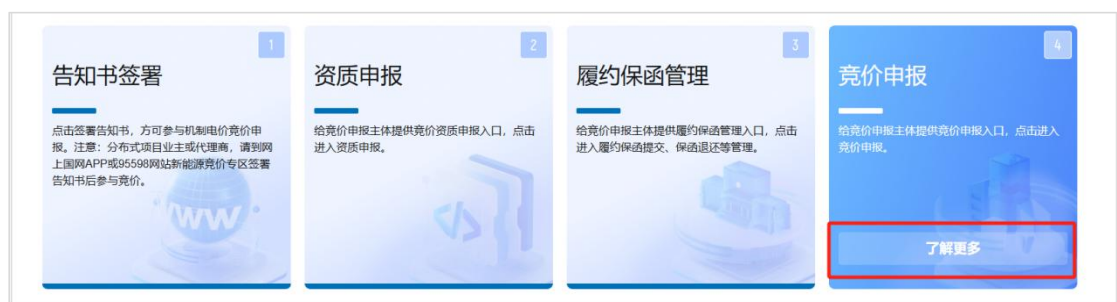 1
告知书签署
点击签署告知书，方可参与机制电价竞价申
报。注意：分布式项目业主或代理商，请到网
上国网APP或95598网站新能源竞价专区签署
告知书后参与竞价。
WWW
2
资质申报
给竞价申报主体提供竞价资质申报入口，点击
进入资质申报。
</>
3
履约保函管理
给竞价申报主体提供履约保函管理入口，点击
进入履约保函提交、保函退还等管理。
4
竞价申报
给竞价申报主体提供竞价申报入口，点击进入
竞价申报。
了解更多